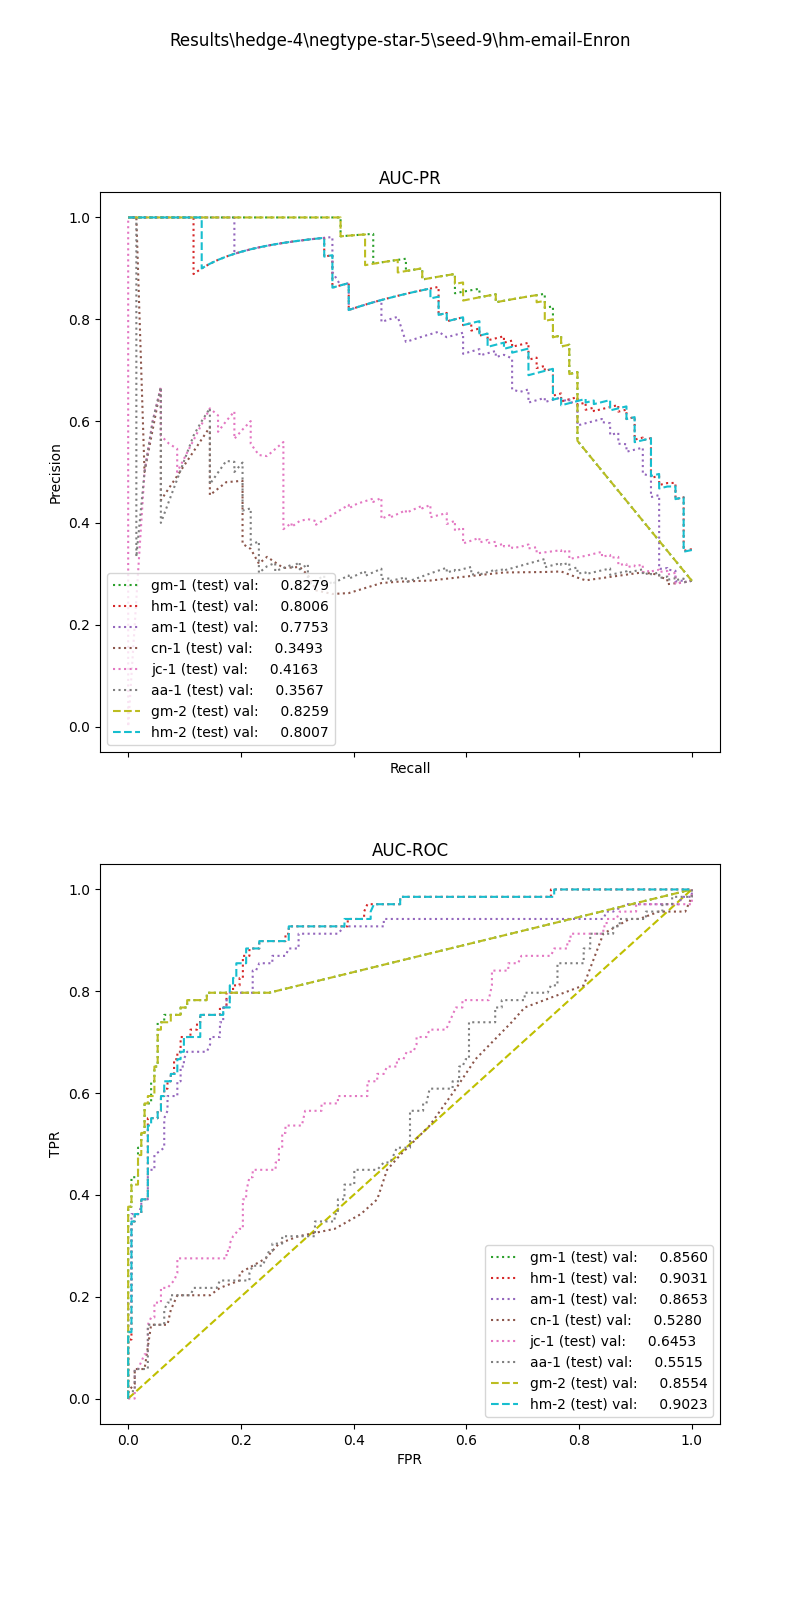 Results\hedge-4\negtype-star-5\seed-9\hm-email-Enron
AUC-PR
1.0
0.8
0.6
0.4
0.2
0.0
Precision
gm-1 (test) val: 0.8279
hm-1 (test) val: 0.8006
am-1 (test) val: 0.7753
cn-1 (test) val: 0.3493
jc-1 (test) val: 0.4163
aa-1 (test) val: 0.3567
gm-2 (test) val: 0.8259
hm-2 (test) val: 0.8007
Recall
AUC-ROC
1.0
0.8
0.6
0.4
0.2
0.0
TPR
gm-1 (test) val: 0.8560
hm-1 (test) val: 0.9031
am-1 (test) val: 0.8653
cn-1 (test) val: 0.5280
jc-1 (test) val: 0.6453
aa-1 (test) val: 0.5515
gm-2 (test) val: 0.8554
hm-2 (test) val: 0.9023
0.0 0.2 0.4 0.6 0.8 1.0
FPR